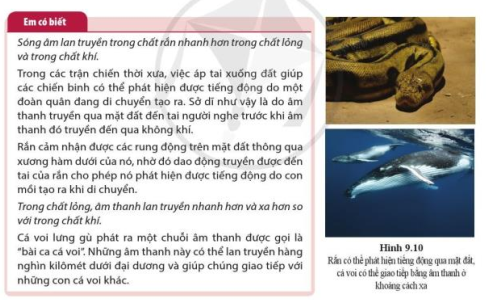 Em có biết
Sóng âm lan truyền trong chất rắn nhanh hơn trong chất lỏng
và trong chất khí.
Trong các trận chiến thời xưa, việc áp tai xuống đất giúp
các chiến binh có thể phát hiện được tiếng động do một
đoàn quân đang di chuyển tạo ra. Sở dĩ như vậy là do âm
thanh truyền qua mặt đất đến tai người nghe trước khi âm
thanh đó truyền đến qua không khí.
Rắn cảm nhận được các rung động trên mặt đất thông qua
xương hàm dưới của nó, nhờ đó dao động truyền được đến
tai của rắn cho phép nó phát hiện được tiếng động do con
mồi tạo ra khi di chuyển.
Trong chất lỏng, âm thanh lan truyền nhanh hơn và xa hơn so
với trong chất khí.
Cá voi lưng gù phát ra một chuỗi âm thanh được gọi là
“bài ca cá voi”. Những âm thanh này có thể lan truyền hàng
nghìn kilômét dưới đại dương và giúp chúng giao tiếp với
những con cá voi khác.
Hình 9.10
Rắn có thể phát hiện tiếng động qua mặt đất,
cá voi có thể giao tiếp bằng âm thanh ở
khoảng cách xa